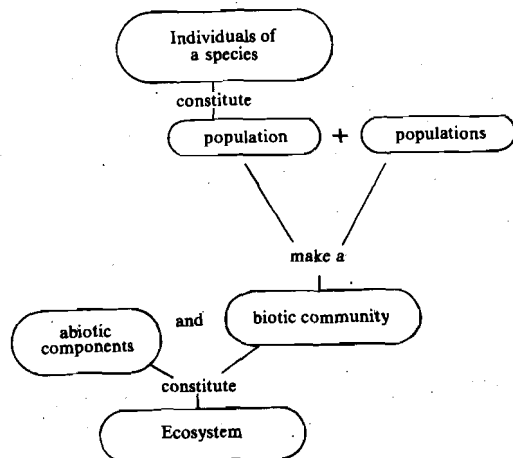 Individuals of
a species
constitute
population + populations
make a
abiotic
components
and
biotic community
constitute
Ecosystem